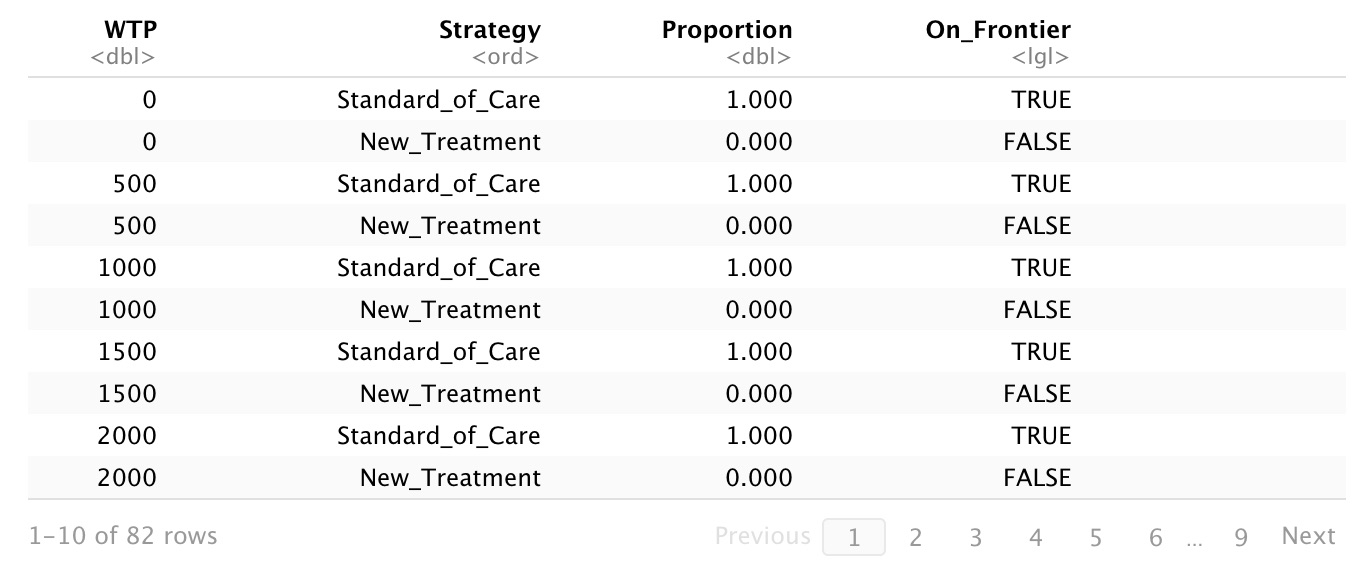 WTP Strategy Proportion On_Frontier
<dbl> <ord> <dbl> <lgl>
0 Standard_of_Care 1.000 TRUE
0 New_Treatment 0.000 FALSE
500 Standard_of_Care 1.000 TRUE
500 New_Treatment 0.000 FALSE
1000 Standard_of_Care 1.000 TRUE
1000 New_Treatment 0.000 FALSE
1500 Standard_of_Care 1.000 TRUE
1500 New_Treatment 0.000 FALSE
2000 Standard_of_Care 1.000 TRUE
2000 New_Treatment 0.000 FALSE
1–10 of 82 rows Previous 1 2 3 4 5 6 ... 9 Next